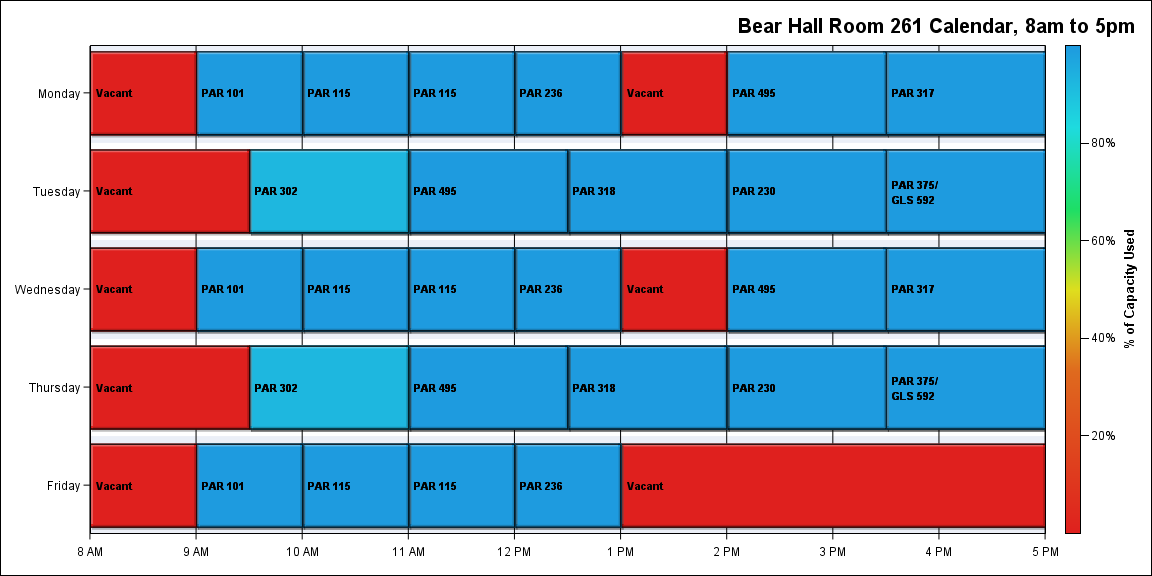 Bear Hall Room 261 Calendar, 8am to 5pm
Monday
Vacant
PAR 101
PAR 115
PAR 115
PAR 236
Vacant
PAR 495
PAR 317
Tuesday
Vacant
PAR 302
PAR 495
PAR 318
PAR 230
PAR 375/
GLS 592
Wednesday
Vacant
PAR 101
PAR 115
PAR 115
PAR 236
Vacant
PAR 495
PAR 317
Thursday
Vacant
PAR 302
PAR 495
PAR 318
PAR 230
PAR 375/
GLS 592
Friday
Vacant
PAR 101
PAR 115
PAR 115
PAR 236
Vacant
8 AM
9 AM
10 AM
11 AM
12 PM
1 PM
2 PM
3 PM
4 PM
5 PM
80%
60%
40%
20%
% of Capacity Used